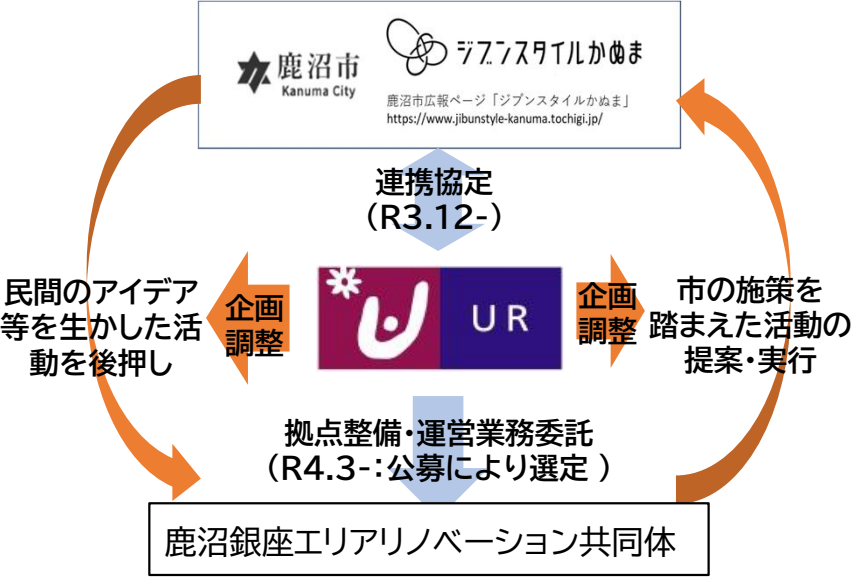 鹿沼市
Kanuma City
ジブンスタイルかぬま
鹿沼市広報ページ「ジブンスタイルかぬま」
https://www.jibunstyle-kanuma.tochigi.jp/
連携協定
（R3.12-）
民間のアイデア
等を生かした活
動を後押し
企画
調整
UR
企画
調整
市の施策を
踏まえた活動の
提案・実行
拠点整備・運営業務委託
（R4.3-：公募により選定 ）
鹿沼銀座エリアリノベーション共同体